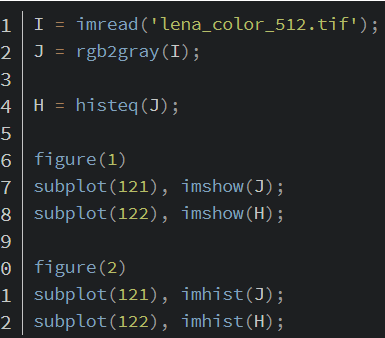 1 I = imread('lena_color_512.tif');
2 J = rgb2gray(I);
3
4 H = histeq(J);
5
6 figure(1)
7 subplot(121), imshow(J);
8 subplot(122), imshow(H);
9
0 figure(2)
1 subplot(121), imhist(J);
2 subplot(122), imhist(H);